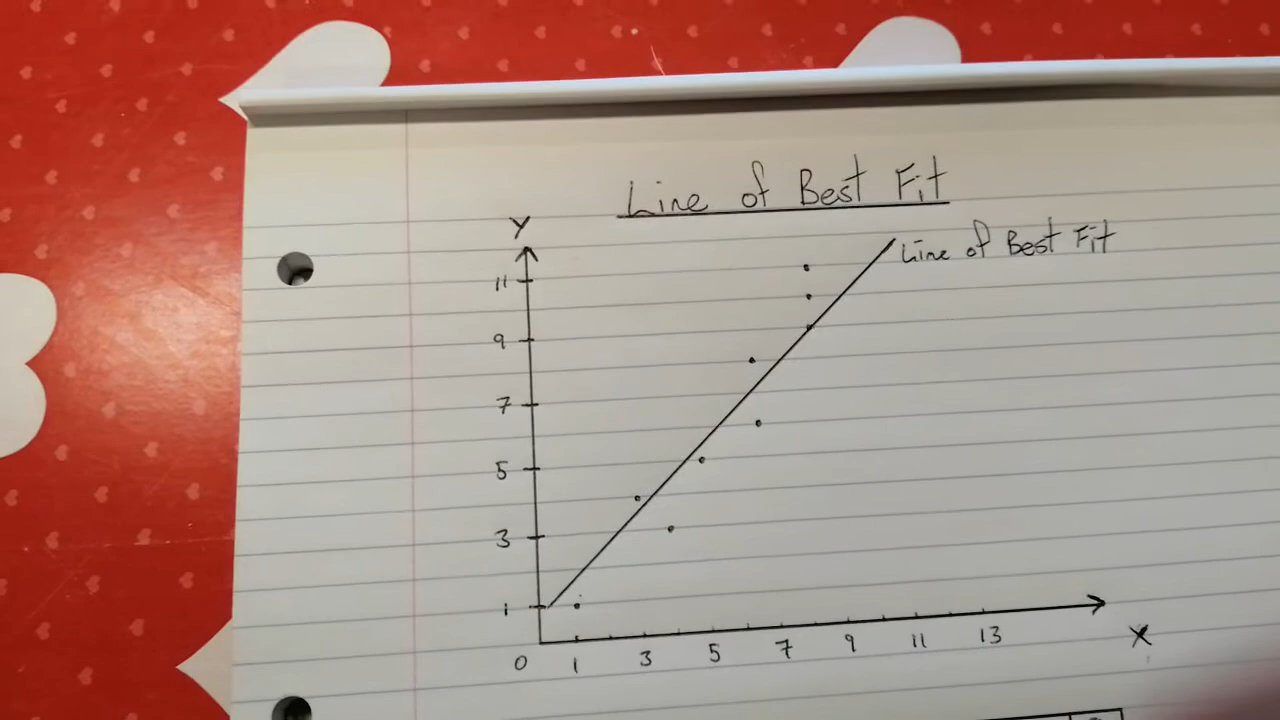 Line of Best Fit
Y
Line of Best Fit
11
9
7
5
3
1
0 1 3 5 7 9 11 13
X